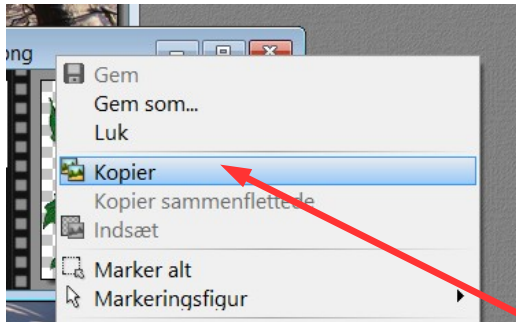 ong
Gem
Gem som...
Luk
Kopier
Kopier sammenflettede
Indsæt
Marker alt
Markeringsfigur